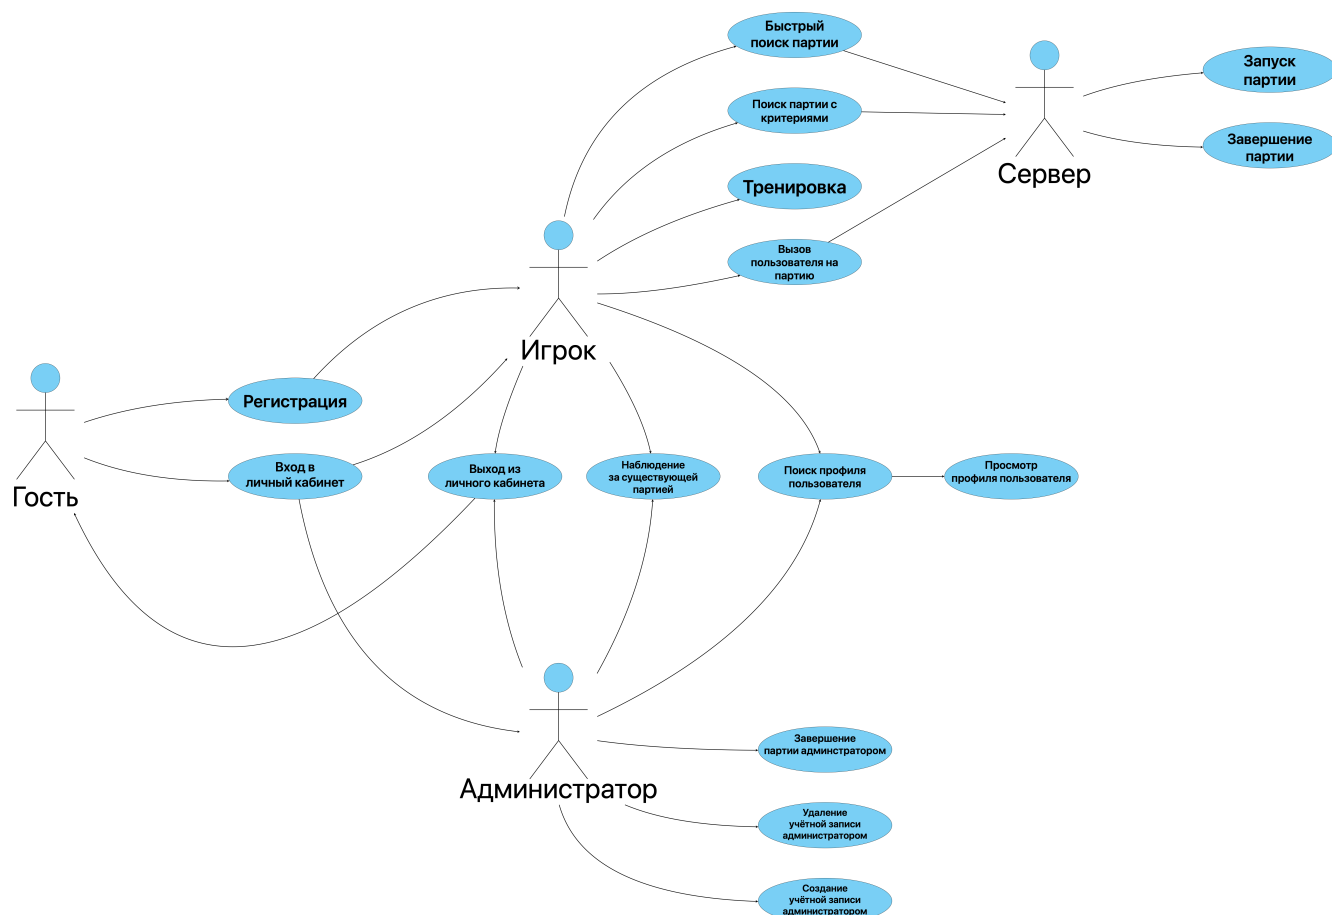 Быстрый
поиск партии
Запуск
партии
Поиск партии с
критериями
Завершение
партии
Сервер
Тренировка
Вызов
пользователя на
партию
Игрок
Регистрация
Вход в
личный кабинет
Выход из
личного кабинета
Наблюдение
за существующей
партией
Поиск профиля
пользователя
Просмотр
профиля пользователя
Гость
Завершение
партии админстратором
Администратор
Удаление
учётной записи
администратором
Создание
учётной записи
администратором